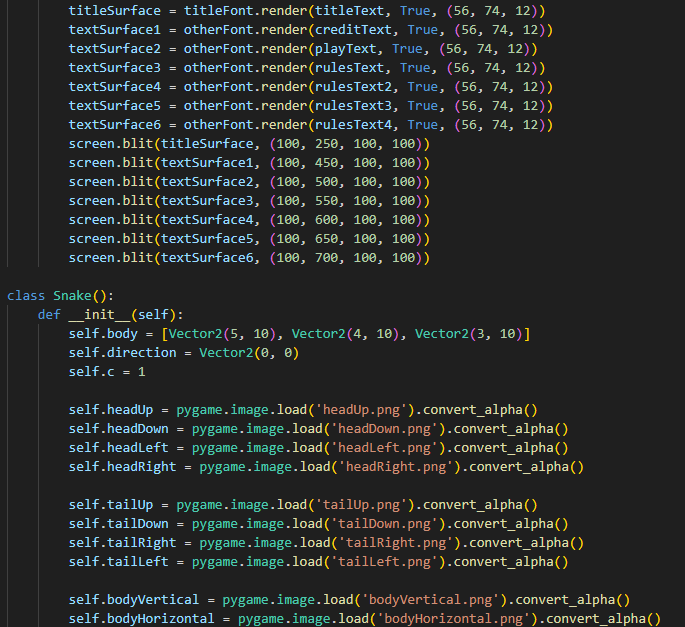 titleSurface = titleFont.render(titleText, True, (56, 74, 12))
textSurface1 = otherFont.render(creditText, True, (56, 74, 12))
textSurface2 = otherFont.render(playText, True, (56, 74, 12))
textSurface3 = otherFont.render(rulesText, True, (56, 74, 12))
textSurface4 = otherFont.render(rulesText2, True, (56, 74, 12))
textSurface5 = otherFont.render(rulesText3, True, (56, 74, 12))
textSurface6 = otherFont.render(rulesText4, True, (56, 74, 12))
screen.blit(titleSurface, (100, 250, 100, 100))
screen.blit(textSurface1, (100, 450, 100, 100))
screen.blit(textSurface2, (100, 500, 100, 100))
screen.blit(textSurface3, (100, 550, 100, 100))
screen.blit(textSurface4, (100, 600, 100, 100))
screen.blit(textSurface5, (100, 650, 100, 100))
screen.blit(textSurface6, (100, 700, 100, 100))
class Snake():
def __init__(self):
self.body = [Vector2(5, 10), Vector2(4, 10), Vector2(3, 10)]
self.direction = Vector2(0, 0)
self.c = 1
self.headUp = pygame.image.load('headUp.png').convert_alpha()
self.headDown = pygame.image.load('headDown.png').convert_alpha()
self.headLeft = pygame.image.load('headLeft.png').convert_alpha()
self.headRight = pygame.image.load('headRight.png').convert_alpha()
self.tailUp = pygame.image.load('tailUp.png').convert_alpha()
self.tailDown = pygame.image.load('tailDown.png').convert_alpha()
self.tailRight = pygame.image.load('tailRight.png').convert_alpha()
self.tailLeft = pygame.image.load('tailLeft.png').convert_alpha()
self.bodyVertical = pygame.image.load('bodyVertical.png').convert_alpha()
self.bodyHorizontal = pygame.image.load('bodyHorizontal.png').convert_alpha()